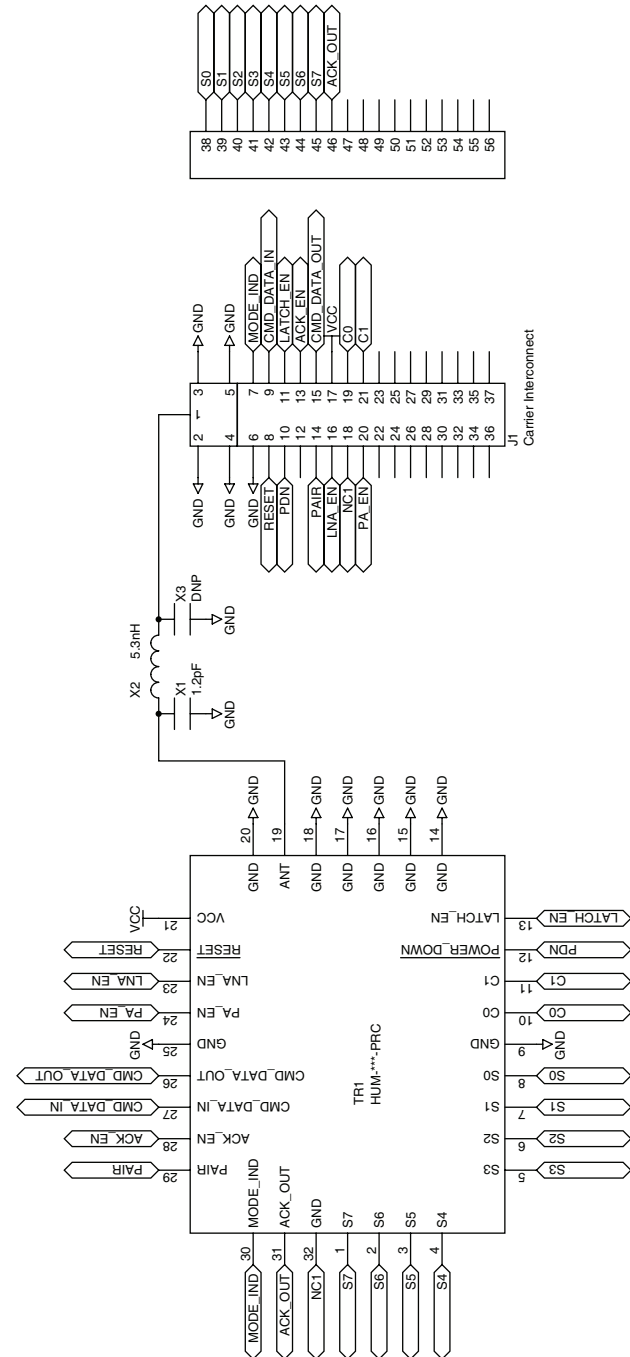 S0
S1
S2
S3
S4
S5
S6
S7
ACK_OUT
38
39
40
41
42
43
44
45
46
47
48
49
50
51
52
53
54
55
56
GND
GND
MODE_IND
CMD_DATA_IN
LATCH_EN
ACK_EN
CMD_DATA_OUT
VCC
C0
C1
3
5
7
9
11
13
15
17
19
21
23
25
27
29
31
33
35
37
1
2
4
6
8
10
12
14
16
18
20
22
24
26
28
30
32
34
36
GND
GND
GND
RESET
PDN
PAIR
LNA_EN
NC1
PA_EN
J1
Carrier Interconnect
X3
DNP
GND
5.3nH
X2
X1
1.2pF
GND
20
GND
GND
19
ANT
18
GND
GND
17
GND
GND
16
GND
GND
15
GND
GND
14
GND
GND
VCC
21
VCC
RESET
22
RESET
LNA_EN
23
LNA_EN
PA_EN
24
PA_EN
GND
25
GND
CMD_DATA_OUT
26
CMD_DATA_OUT
CMD_DATA_IN
27
CMD_DATA_IN
ACK_EN
28
ACK_EN
PAIR
29
PAIR
TR1
HUM-***-PRC
LATCH_EN
13
LATCH_EN
POWER_DOWN
12
PDN
C1
11
C1
C0
10
C0
GND
9
GND
S0
8
S0
S1
7
S1
S2
6
S2
S3
5
S3
MODE_IND
30
MODE_IND
ACK_OUT
31
ACK_OUT
GND
32
NC1
S7
1
S7
S6
2
S6
S5
3
S5
S4
4
S4